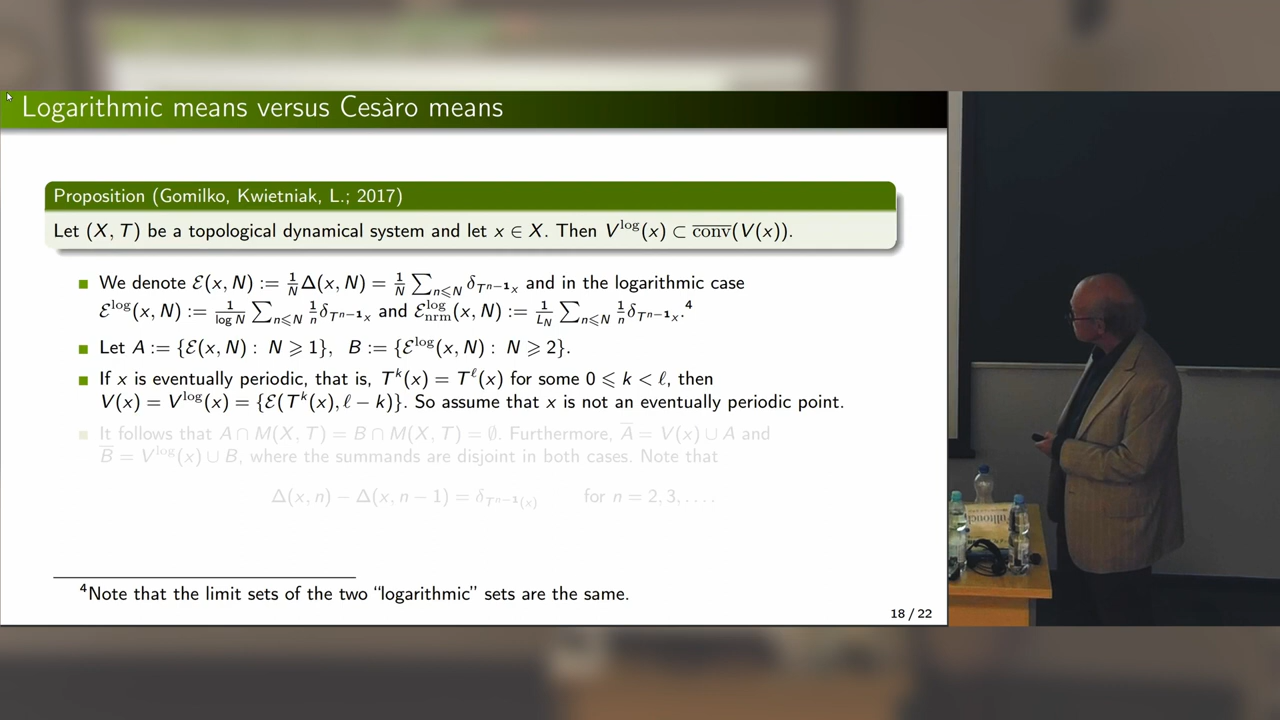 Logarithmic means versus Cesàro means
Proposition (Gomilko, Kwietniak, L.; 2017)
Let (X, T) be a topological dynamical system and let x ∈ X. Then V^log(x) ⊂ \overline{conv}(V(x)).
We denote ℰ(x, N) := 1/N Δ(x, N) = 1/N ∑_{n⩽N} δ_{T^{n−1}x} and in the logarithmic case
ℰ^log(x, N) := 1/log N ∑_{n⩽N} 1/n δ_{T^{n−1}x} and ℰ^log_nrm(x, N) := 1/L_N ∑_{n⩽N} 1/n δ_{T^{n−1}x}.⁴
Let A := {ℰ(x, N) : N ⩾ 1}, B := {ℰ^log(x, N) : N ⩾ 2}.
If x is eventually periodic, that is, T^k(x) = T^ℓ(x) for some 0 ⩽ k < ℓ, then
V(x) = V^log(x) = {ℰ(T^k(x), ℓ − k)}. So assume that x is not an eventually periodic point.
It follows that A ∩ M(X, T) = B ∩ M(X, T) = ∅. Furthermore, \overline{A} = V(x) ∪ A and
\overline{B} = V^log(x) ∪ B, where the summands are disjoint in both cases. Note that
Δ(x, n) − Δ(x, n − 1) = δ_{T^{n−1}(x)} for n = 2, 3, . . . .
⁴Note that the limit sets of the two “logarithmic” sets are the same.
18 / 22